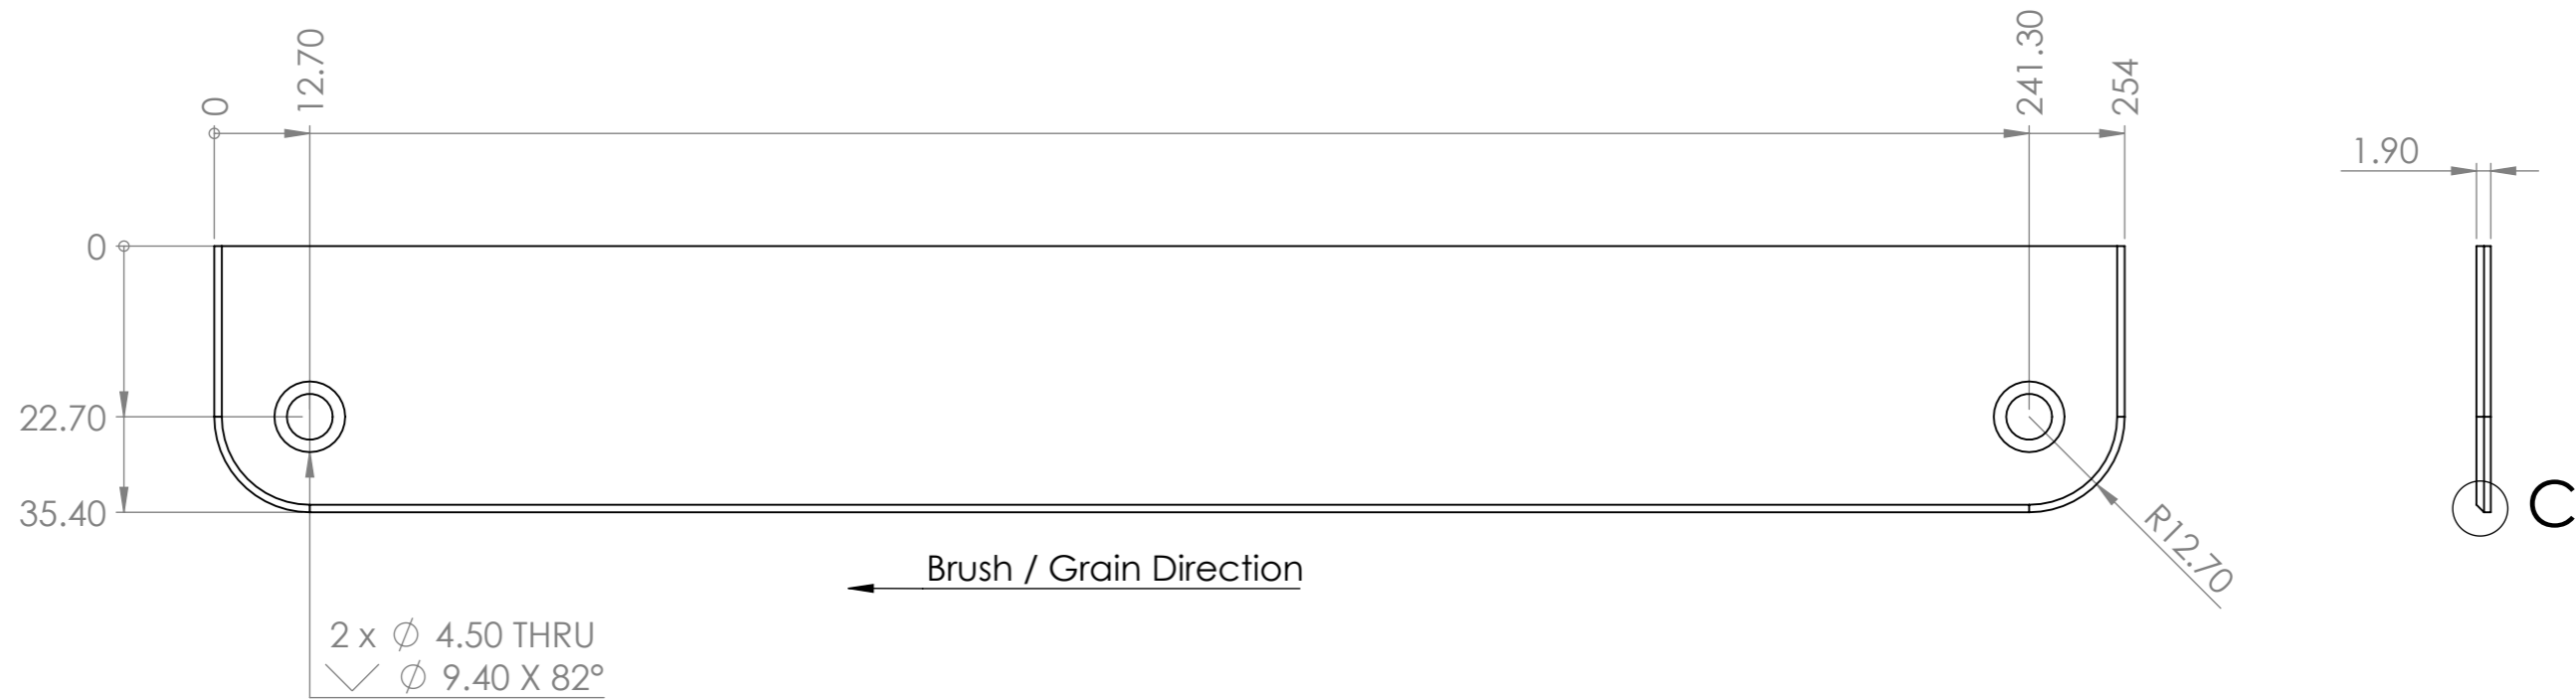 0
12.70
241.30
254
1.90
0
22.70
35.40
R12.70
C
Brush / Grain Direction
2 x ∅ 4.50 THRU
⌵ ∅ 9.40 X 82°